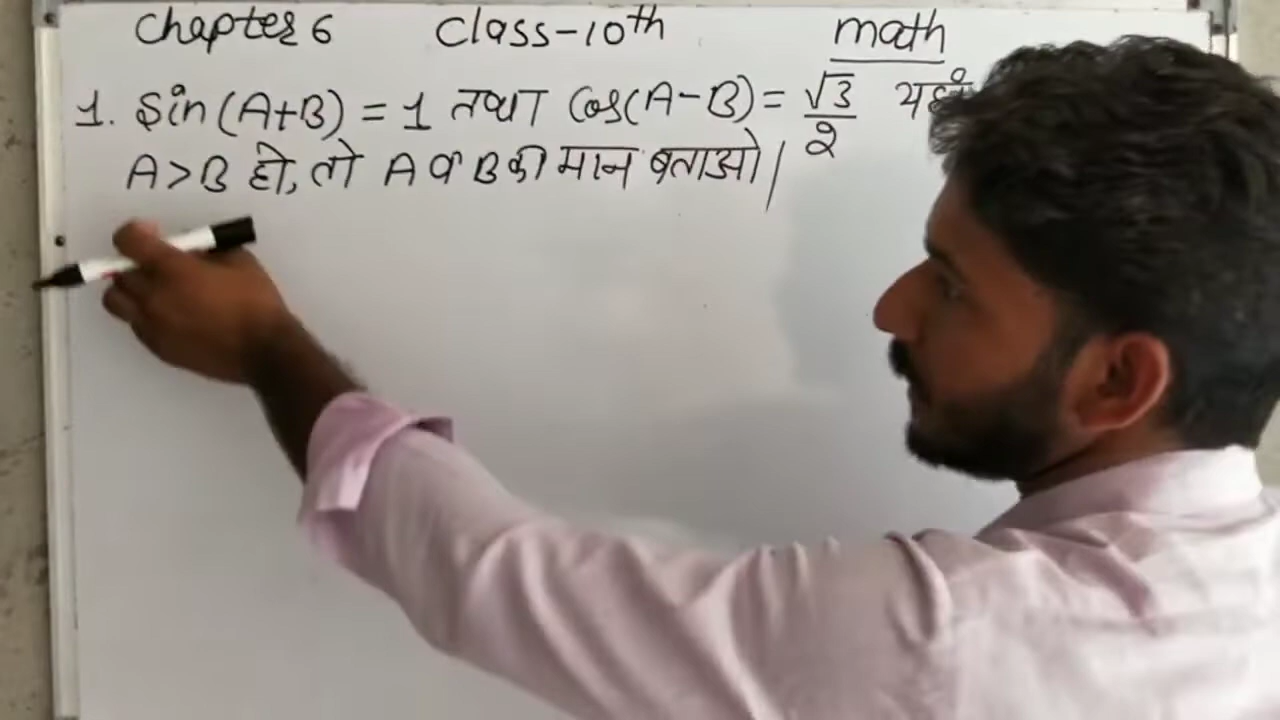 Chapter 6 Class-10th math
1. Sin(A+B) = 1 तथा Cos(A-B) = √3/2
A>B हो, तो A व B की मान बताओ।